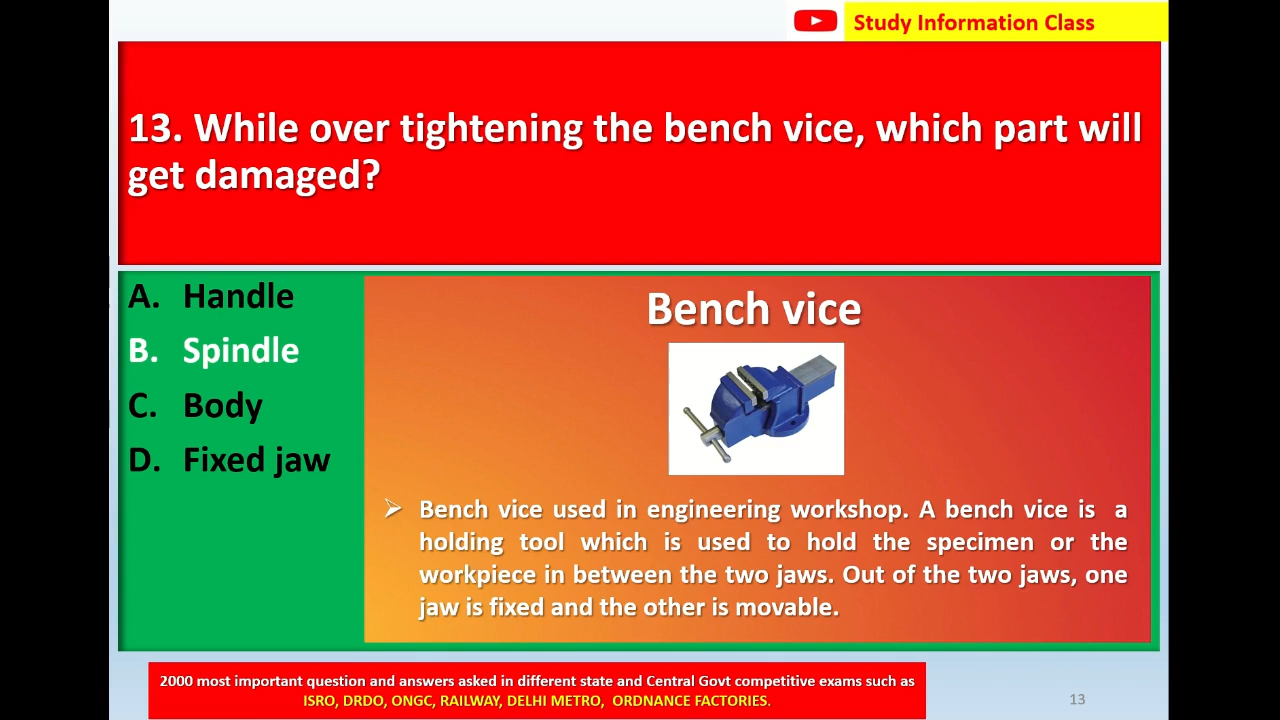 Study Information Class
13. While over tightening the bench vice, which part will
get damaged?
A. Handle
B. Spindle
C. Body
D. Fixed jaw
Bench vice
Bench vice used in engineering workshop. A bench vice is a
holding tool which is used to hold the specimen or the
workpiece in between the two jaws. Out of the two jaws, one
jaw is fixed and the other is movable.
2000 most important question and answers asked in different state and Central Govt competitive exams such as
ISRO, DRDO, ONGC, RAILWAY, DELHI METRO, ORDNANCE FACTORIES.
13